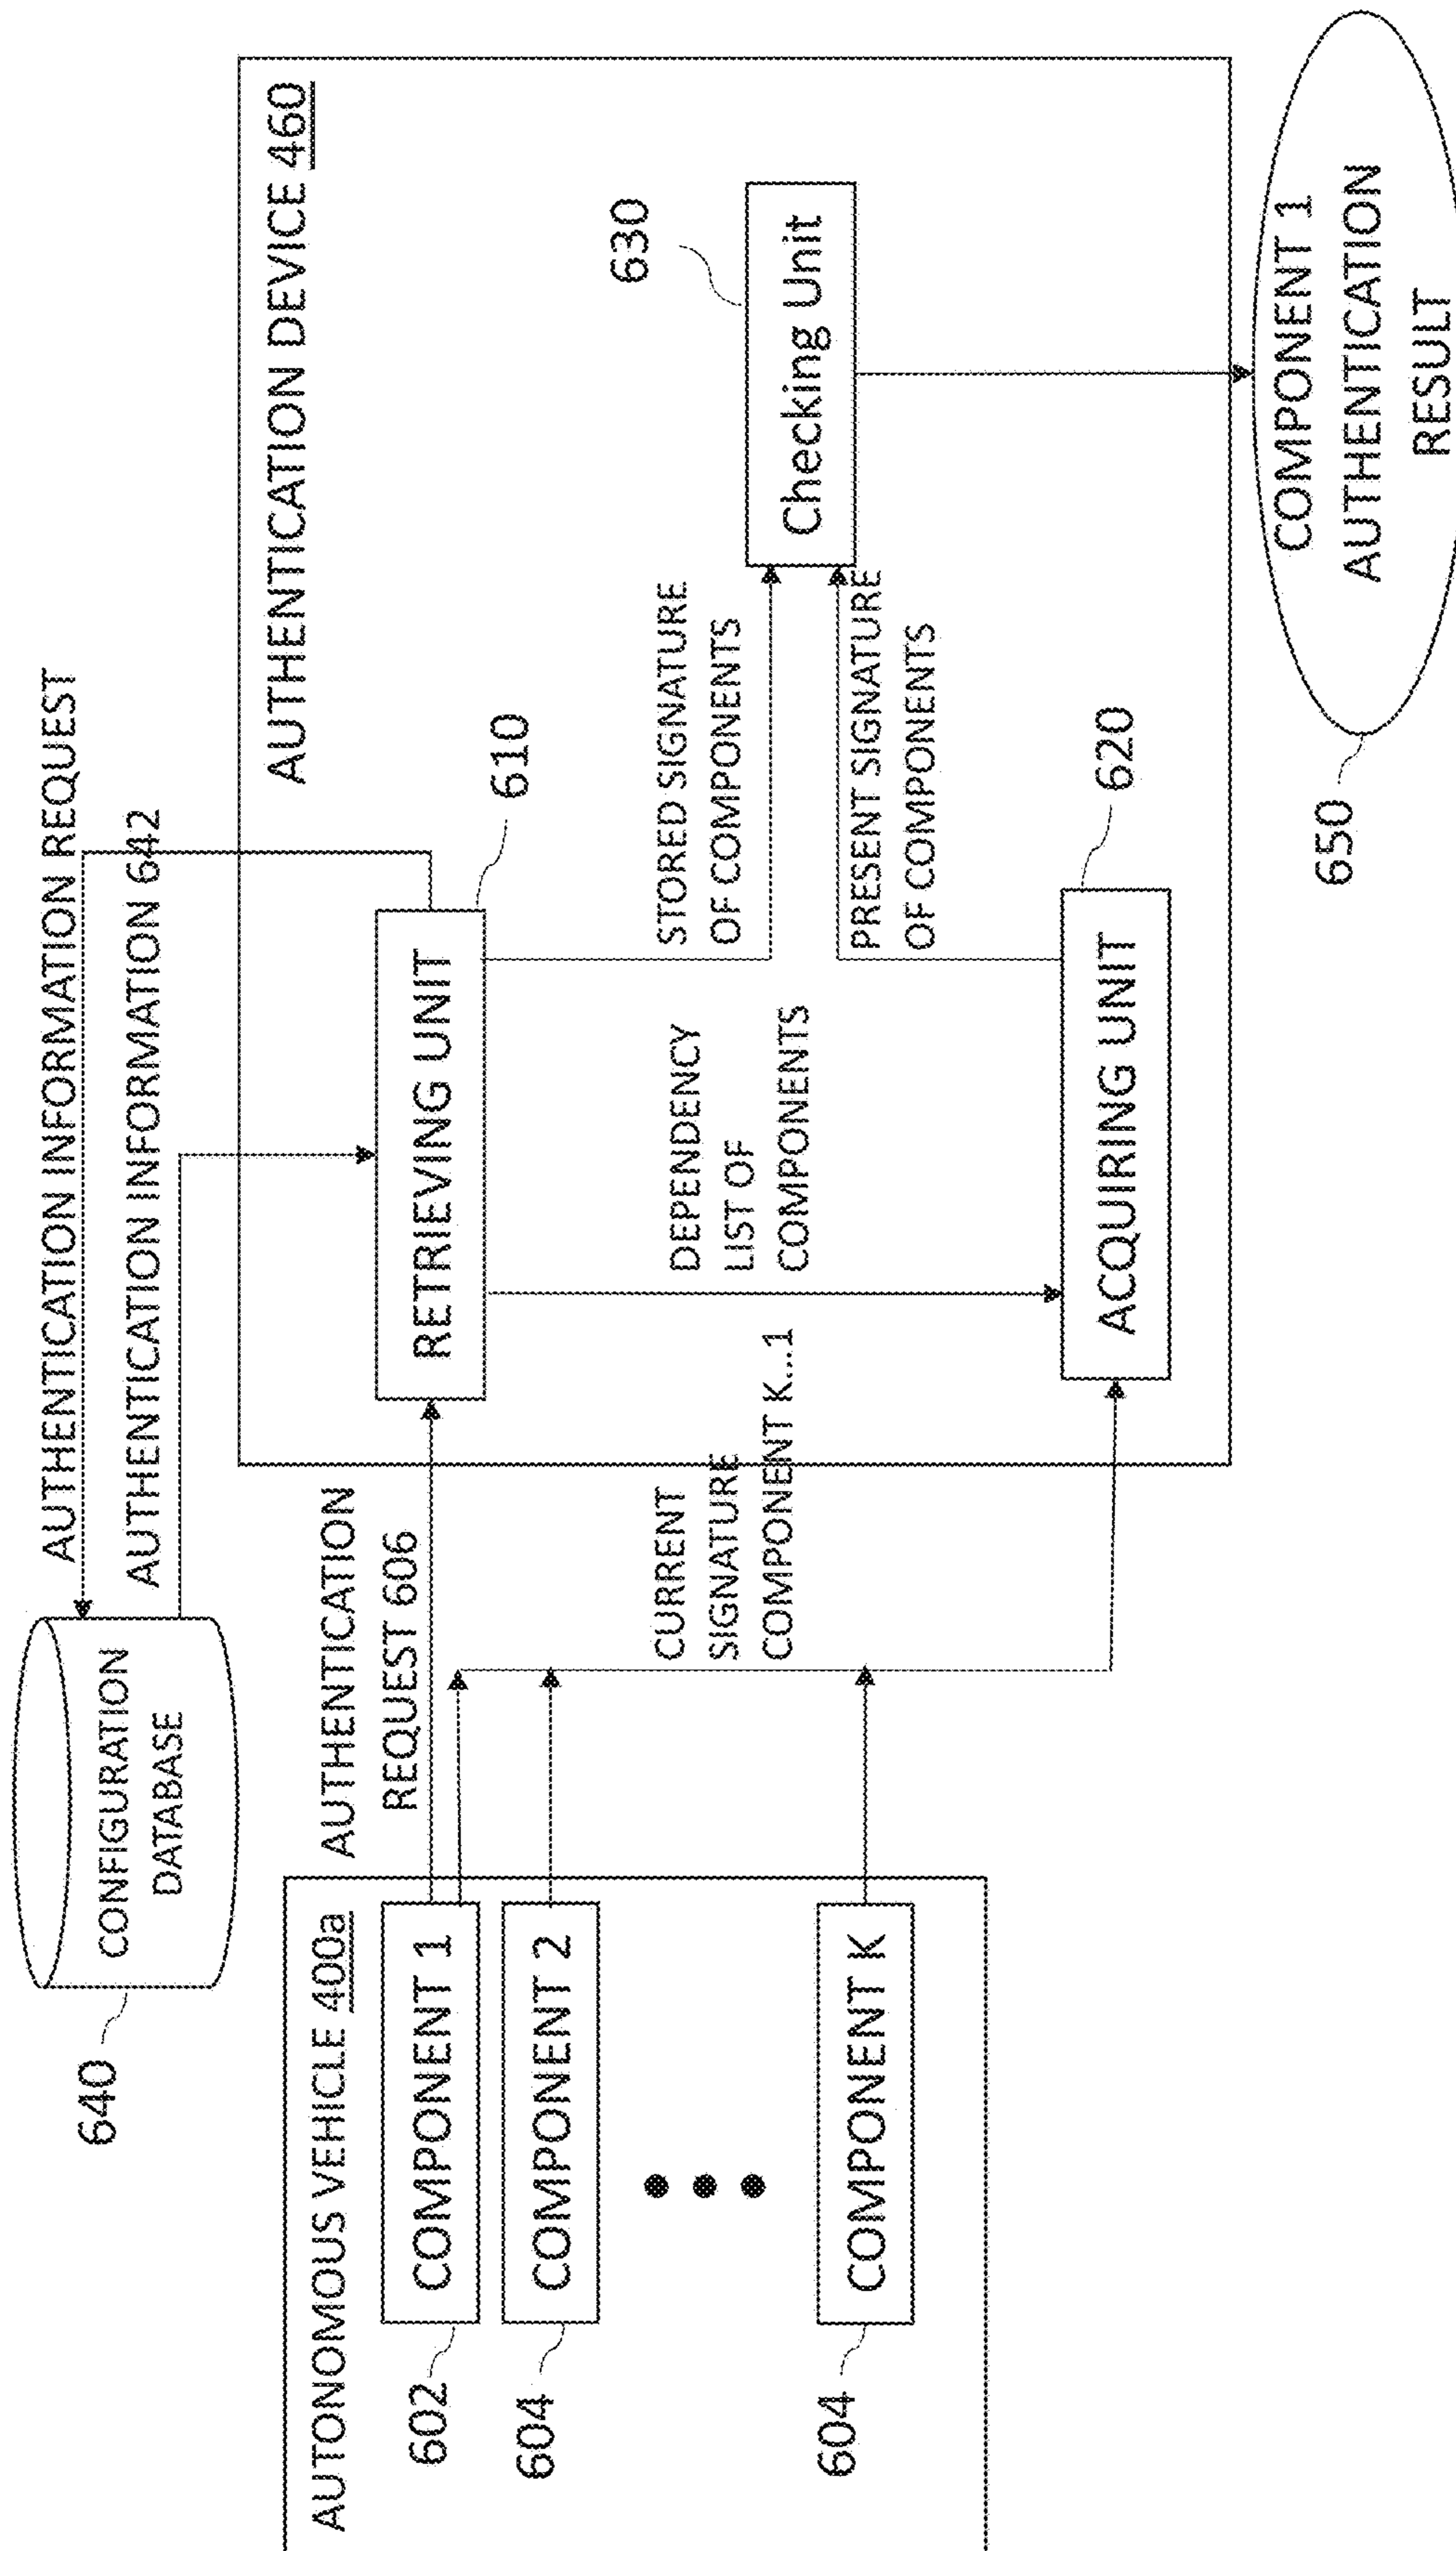 AUTHENTICATION INFORMATION REQUEST
AUTHENTICATION INFORMATION 642
640
CONFIGURATION
DATABASE
AUTONOMOUS VEHICLE 400a
602
COMPONENT 1
604
COMPONENT 2
604
COMPONENT K
AUTHENTICATION
REQUEST 606
CURRENT
SIGNATURE
COMPONENT K...1
AUTHENTICATION DEVICE 460
RETRIEVING UNIT
610
DEPENDENCY
LIST OF
COMPONENTS
STORED SIGNATURE
OF COMPONENTS
PRESENT SIGNATURE
OF COMPONENTS
630
Checking Unit
ACQUIRING UNIT
620
650
COMPONENT 1
AUTHENTICATION
RESULT